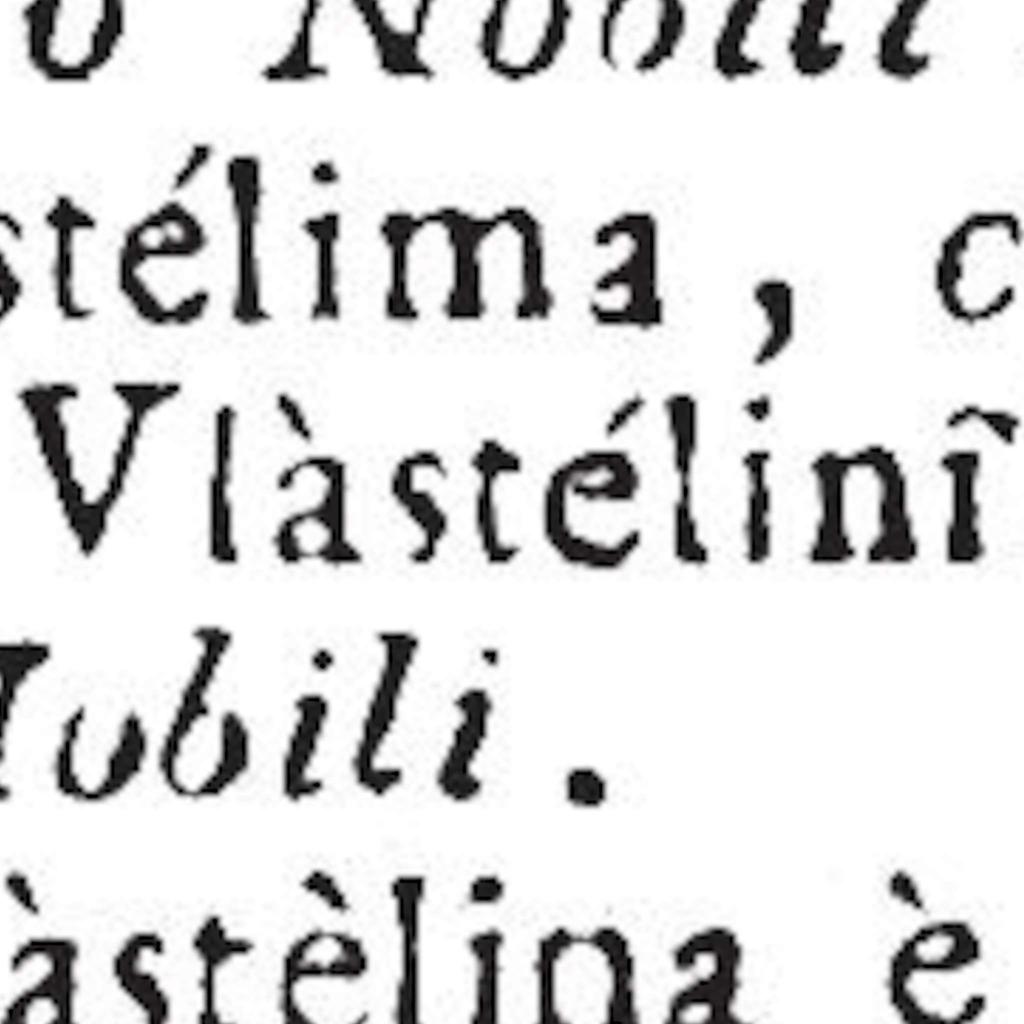 o Nobili
stélima, c
Vlàstélinî
Nobili.
àstèlina è